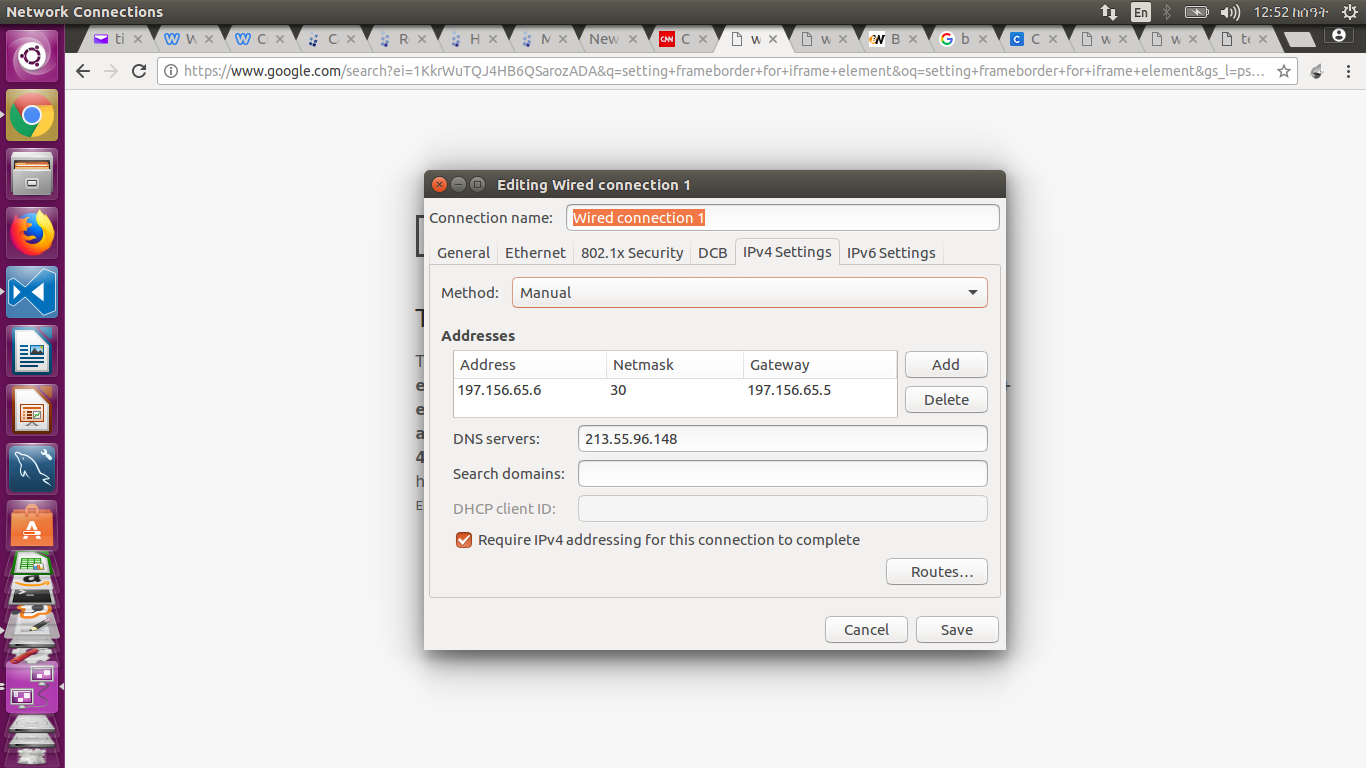 Network Connections
En
12:52 ከሰዓት
ti
W
C
C
R
H
M
New
CNN C
w
w
B
b
C
w
w
te
https://www.google.com/search?ei=1KkrWuTQJ4HB6QSarozADA&q=setting+frameborder+for+iframe+element&oq=setting+frameborder+for+iframe+element&gs_l=ps...
Editing Wired connection 1
Connection name: Wired connection 1
General Ethernet 802.1x Security DCB IPv4 Settings IPv6 Settings
Method: Manual
Addresses
Address Netmask Gateway
197.156.65.6 30 197.156.65.5
Add
Delete
DNS servers: 213.55.96.148
Search domains:
DHCP client ID:
Require IPv4 addressing for this connection to complete
Routes...
Cancel Save